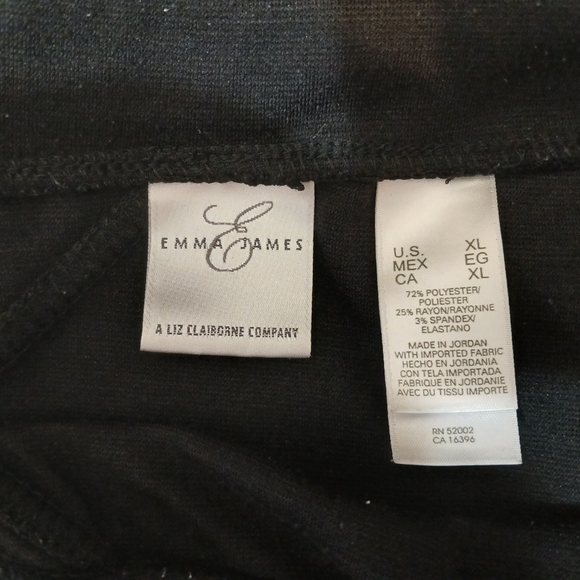 E
EMMA JAMES
A LIZ CLAIBORNE COMPANY
U.S. XL
MEX EG
CA XL
72% POLYESTER/
POLIESTER
25% RAYON/RAYONNE
3% SPANDEX/
ELASTANO
MADE IN JORDAN
WITH IMPORTED FABRIC
HECHO EN JORDANIA
CON TELA IMPORTADA
FABRIQUE EN JORDANIE
AVEC DU TISSU IMPORTE
RN 52002
CA 16396